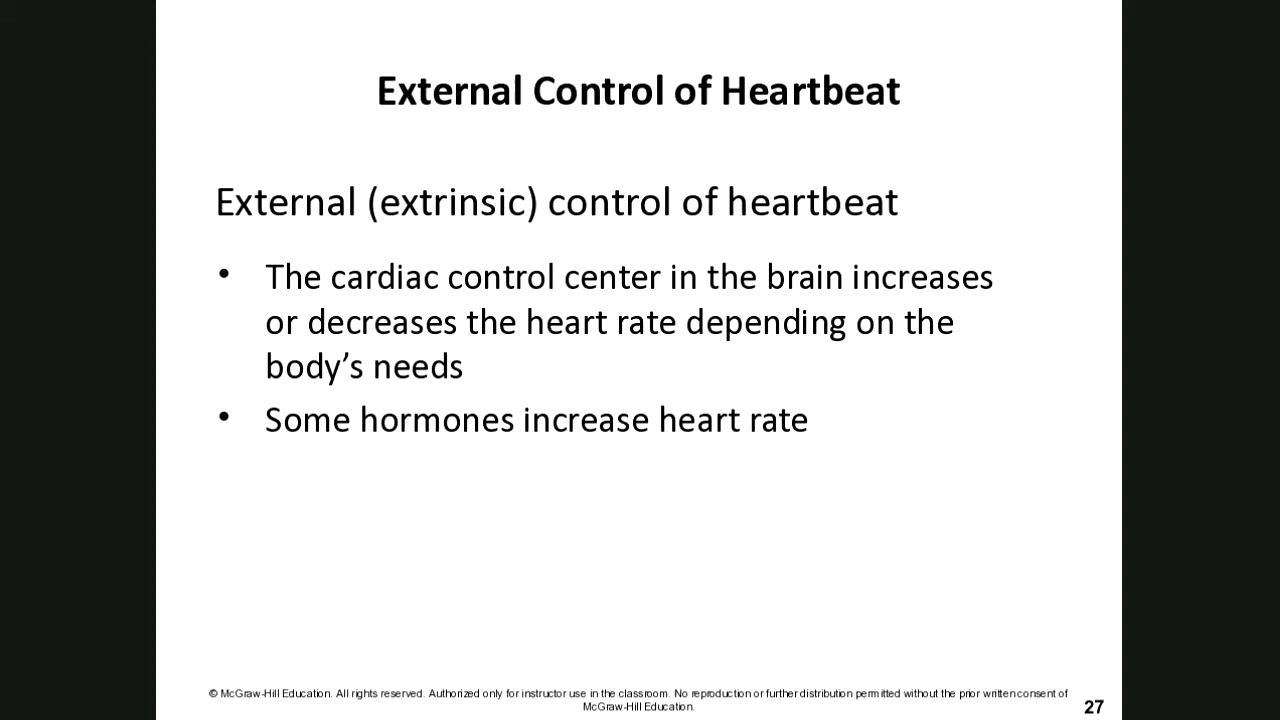 External Control of Heartbeat
External (extrinsic) control of heartbeat
• The cardiac control center in the brain increases
or decreases the heart rate depending on the
body’s needs
• Some hormones increase heart rate
© McGraw-Hill Education. All rights reserved. Authorized only for instructor use in the classroom. No reproduction or further distribution permitted without the prior written consent of
McGraw-Hill Education.
27